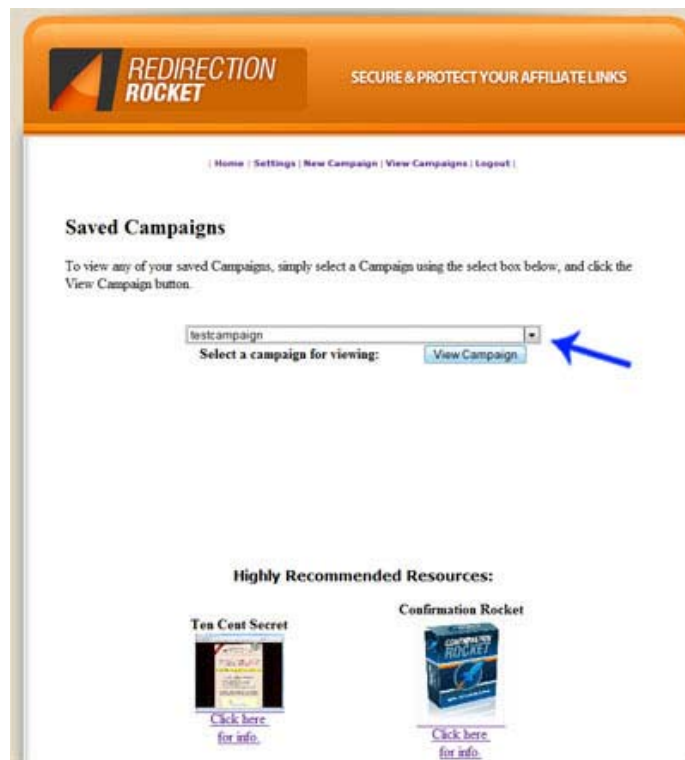 REDIRECTION
ROCKET
SECURE & PROTECT YOUR AFFILIATE LINKS
| Home | Settings | New Campaign | View Campaigns | Logout |
Saved Campaigns
To view any of your saved Campaigns, simply select a Campaign using the select box below, and click the
View Campaign button.
testcampaign
Select a campaign for viewing: View Campaign
Highly Recommended Resources:
Ten Cent Secret
Click here
for info.
Confirmation Rocket
CONFIRMATION
ROCKET
Click here
for info.